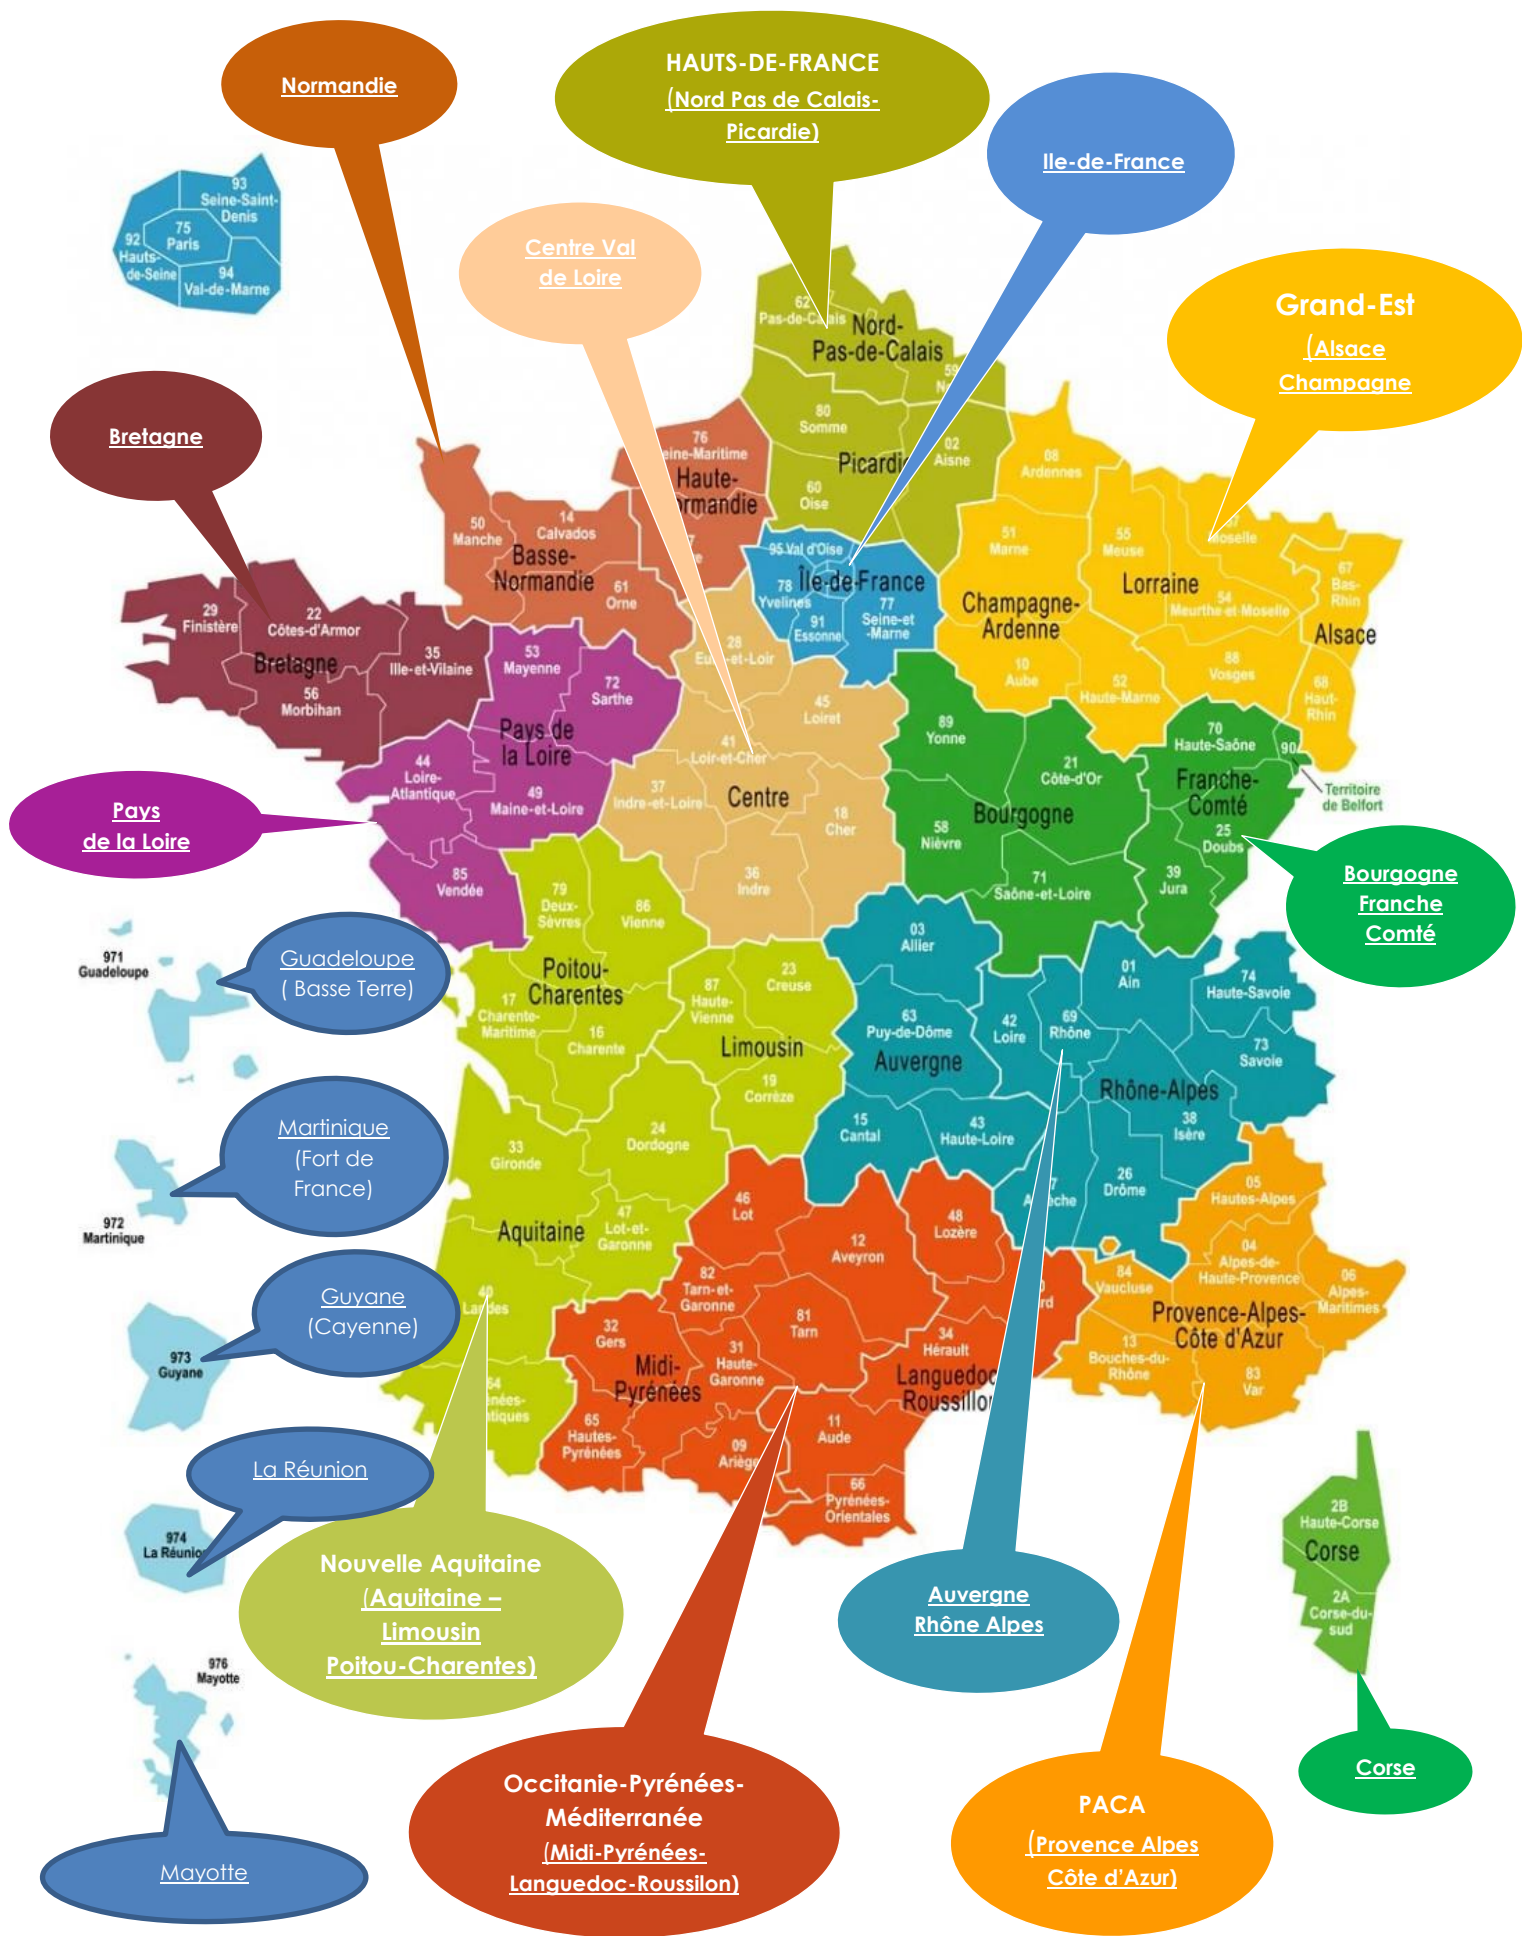 Normandie
HAUTS-DE-FRANCE
(Nord Pas de Calais-
Picardie)
Ile-de-France
Centre Val
de Loire
Grand-Est
(Alsace
Champagne
Bretagne
Pays
de la Loire
Bourgogne
Franche
Comté
Guadeloupe
( Basse Terre)
Martinique
(Fort de
France)
Guyane
(Cayenne)
La Réunion
Mayotte
Nouvelle Aquitaine
(Aquitaine –
Limousin
Poitou-Charentes)
Occitanie-Pyrénées-
Méditerranée
(Midi-Pyrénées-
Languedoc-Roussilon)
Auvergne
Rhône Alpes
PACA
(Provence Alpes
Côte d'Azur)
Corse
93
Seine-Saint-
Denis
75
Paris
92
Hauts-
de-Seine
94
Val-de-Marne
62
Pas-de-Calais
Nord-
Pas-de-Calais
59
80
Somme
02
Aisne
60
Oise
76
Haute-
50
Manche
14
Calvados
Basse-
Normandie
61
Orne
95 Val d'Oise
Île-de-France
78
Yvelines
91
Essonne
77
Seine-et
-Marne
08
Ardennes
51
Marne
Champagne-
Ardenne
10
Aube
52
Haute-Marne
55
Meuse
Lorraine
54
Meurthe-et-Moselle
88
Vosges
67
Bas-
Rhin
Alsace
68
Haut-
Rhin
29
Finistère
22
Côtes-d'Armor
Bretagne
35
Ille-et-Vilaine
56
Morbihan
53
Mayenne
72
Sarthe
Pays de
la Loire
44
Loire-
Atlantique
49
Maine-et-Loire
85
Vendée
28
Eure-et-Loir
45
Loiret
41
Loir-et-Cher
37
Indre-et-Loire
Centre
18
Cher
36
Indre
89
Yonne
21
Côte-d'Or
Bourgogne
58
Nièvre
71
Saône-et-Loire
70
Haute-Saône
90
Territoire
de Belfort
Franche-
Comté
25
Doubs
39
Jura
79
Deux-
Sèvres
86
Vienne
Poitou-
Charentes
17
Charente-
Maritime
16
Charente
87
Haute-
Vienne
23
Creuse
Limousin
19
Corrèze
03
Allier
63
Puy-de-Dôme
Auvergne
15
Cantal
43
Haute-Loire
42
Loire
69
Rhône
01
Ain
74
Haute-Savoie
73
Savoie
Rhône-Alpes
38
Isère
26
Drôme
24
Dordogne
33
Gironde
47
Lot-et-
Garonne
Aquitaine
40
Landes
46
Lot
12
Aveyron
48
Lozère
82
Tarn-et-
Garonne
81
Tarn
32
Gers
31
Haute-
Garonne
Midi-
Pyrénées
65
Hautes-
Pyrénées
09
Ariège
34
Hérault
11
Aude
66
Pyrénées-
Orientales
05
Hautes-Alpes
04
Alpes-de-
Haute-Provence
06
Alpes-
Maritimes
84
Vaucluse
Provence-Alpes-
Côte d'Azur
13
Bouches-du-
Rhône
83
Var
2B
Haute-Corse
Corse
2A
Corse-du-
sud
971
Guadeloupe
972
Martinique
973
Guyane
974
La Réunion
976
Mayotte